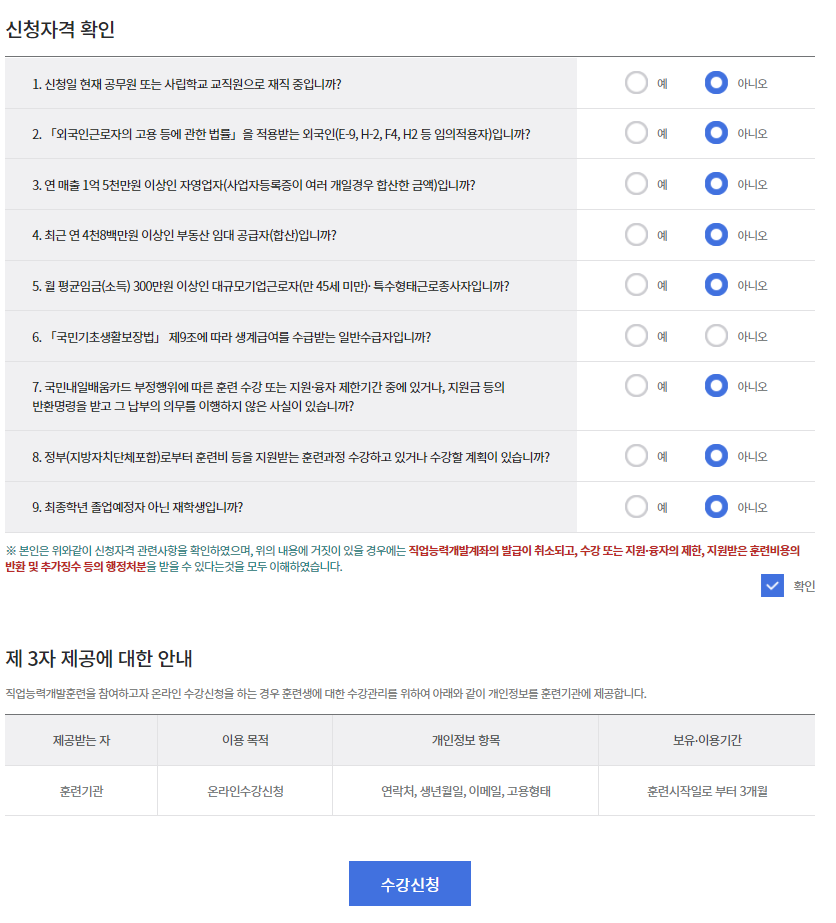 신청자격 확인
1. 신청일 현재 공무원 또는 사립학교 교직원으로 재직 중입니까? 예 아니오
2. 「외국인근로자의 고용 등에 관한 법률」을 적용받는 외국인(E-9, H-2, F4, H2 등 임의적용자)입니까? 예 아니오
3. 연 매출 1억 5천만원 이상인 자영업자(사업자등록증이 여러 개일경우 합산한 금액)입니까? 예 아니오
4. 최근 연 4천8백만원 이상인 부동산 임대 공급자(합산)입니까? 예 아니오
5. 월 평균임금(소득) 300만원 이상인 대규모기업근로자(만 45세 미만)· 특수형태근로종사자입니까? 예 아니오
6. 「국민기초생활보장법」 제9조에 따라 생계급여를 수급받는 일반수급자입니까? 예 아니오
7. 국민내일배움카드 부정행위에 따른 훈련 수강 또는 지원·융자 제한기간 중에 있거나, 지원금 등의 예 아니오
반환명령을 받고 그 납부의 의무를 이행하지 않은 사실이 있습니까?
8. 정부(지방자치단체포함)로부터 훈련비 등을 지원받는 훈련과정 수강하고 있거나 수강할 계획이 있습니까? 예 아니오
9. 최종학년 졸업예정자 아닌 재학생입니까? 예 아니오
※ 본인은 위와같이 신청자격 관련사항을 확인하였으며, 위의 내용에 거짓이 있을 경우에는 직업능력개발계좌의 발급이 취소되고, 수강 또는 지원·융자의 제한, 지원받은 훈련비용의
반환 및 추가징수 등의 행정처분을 받을 수 있다는것을 모두 이해하였습니다.
확인
제 3자 제공에 대한 안내
직업능력개발훈련을 참여하고자 온라인 수강신청을 하는 경우 훈련생에 대한 수강관리를 위하여 아래와 같이 개인정보를 훈련기관에 제공합니다.
제공받는 자 이용 목적 개인정보 항목 보유·이용기간
훈련기관 온라인수강신청 연락처, 생년월일, 이메일, 고용형태 훈련시작일로 부터 3개월
수강신청